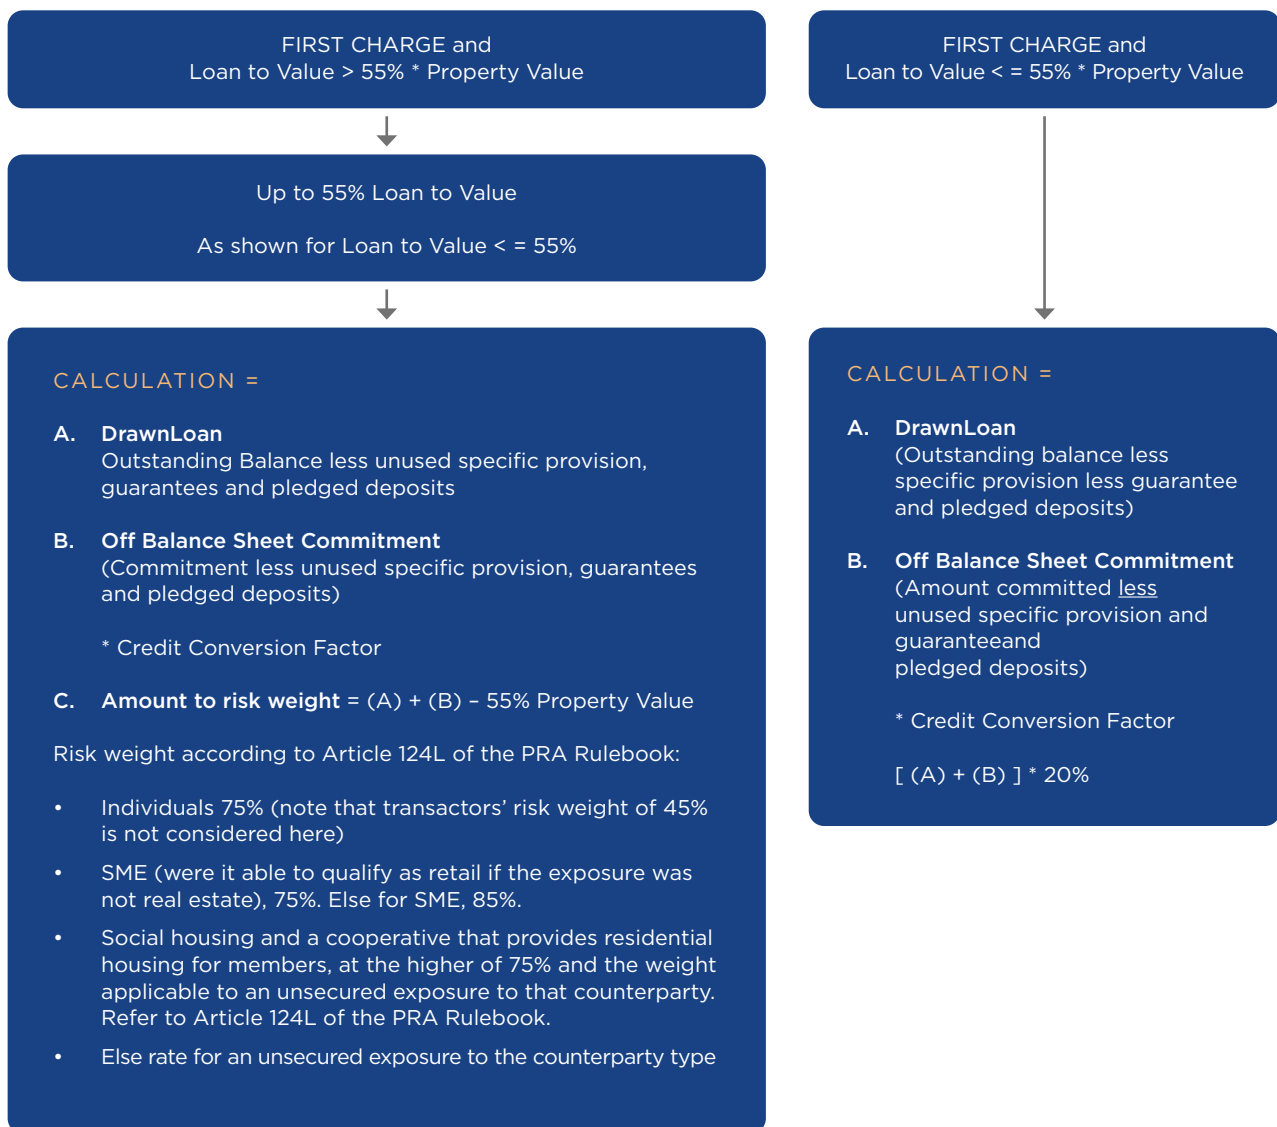 FIRST CHARGE and
Loan to Value > 55% * Property Value
Up to 55% Loan to Value
As shown for Loan to Value < = 55%
CALCULATION =
A. DrawnLoan
Outstanding Balance less unused specific provision,
guarantees and pledged deposits
B. Off Balance Sheet Commitment
(Commitment less unused specific provision, guarantees
and pledged deposits)
* Credit Conversion Factor
C. Amount to risk weight = (A) + (B) – 55% Property Value
Risk weight according to Article 124L of the PRA Rulebook:
• Individuals 75% (note that transactors’ risk weight of 45%
is not considered here)
• SME (were it able to qualify as retail if the exposure was
not real estate), 75%. Else for SME, 85%.
• Social housing and a cooperative that provides residential
housing for members, at the higher of 75% and the weight
applicable to an unsecured exposure to that counterparty.
Refer to Article 124L of the PRA Rulebook.
• Else rate for an unsecured exposure to the counterparty type
FIRST CHARGE and
Loan to Value < = 55% * Property Value
CALCULATION =
A. DrawnLoan
(Outstanding balance less
specific provision less guarantee
and pledged deposits)
B. Off Balance Sheet Commitment
(Amount committed less
unused specific provision and
guaranteeand
pledged deposits)
* Credit Conversion Factor
[ (A) + (B) ] * 20%